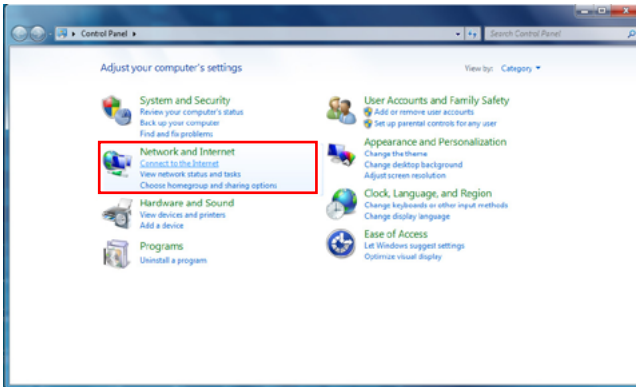 Control Panel
Search Control Panel
Adjust your computer's settings
View by: Category
System and Security
Review your computer's status
Back up your computer
Find and fix problems
Network and Internet
Connect to the Internet
View network status and tasks
Choose homegroup and sharing options
Hardware and Sound
View devices and printers
Add a device
Programs
Uninstall a program
User Accounts and Family Safety
Add or remove user accounts
Set up parental controls for any user
Appearance and Personalization
Change the theme
Change desktop background
Adjust screen resolution
Clock, Language, and Region
Change keyboards or other input methods
Change display language
Ease of Access
Let Windows suggest settings
Optimize visual display